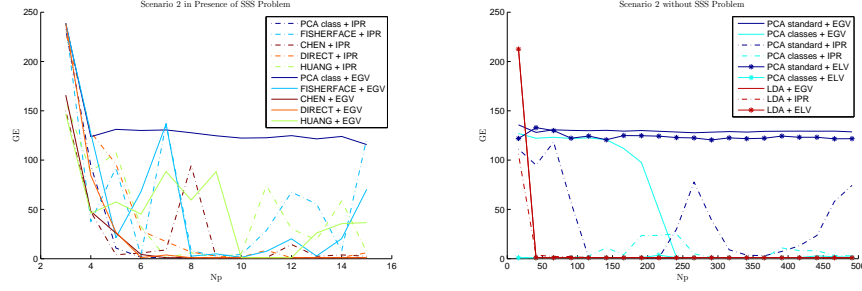 Scenario 2 in Presence of SSS Problem
250
200
150
100
50
0
GE
2
4
6
8
10
12
14
16
Np
PCA class + IPR
FISHERFACE + IPR
CHEN + IPR
DIRECT + IPR
HUANG + IPR
PCA class + EGV
FISHERFACE + EGV
CHEN + EGV
DIRECT + EGV
HUANG + EGV
Scenario 2 without SSS Problem
250
200
150
100
50
0
GE
0
50
100
150
200
250
300
350
400
450
500
Np
PCA standard + EGV
PCA classes + EGV
PCA standard + IPR
PCA classes + IPR
PCA standard + ELV
PCA classes + ELV
LDA + EGV
LDA + IPR
LDA + ELV